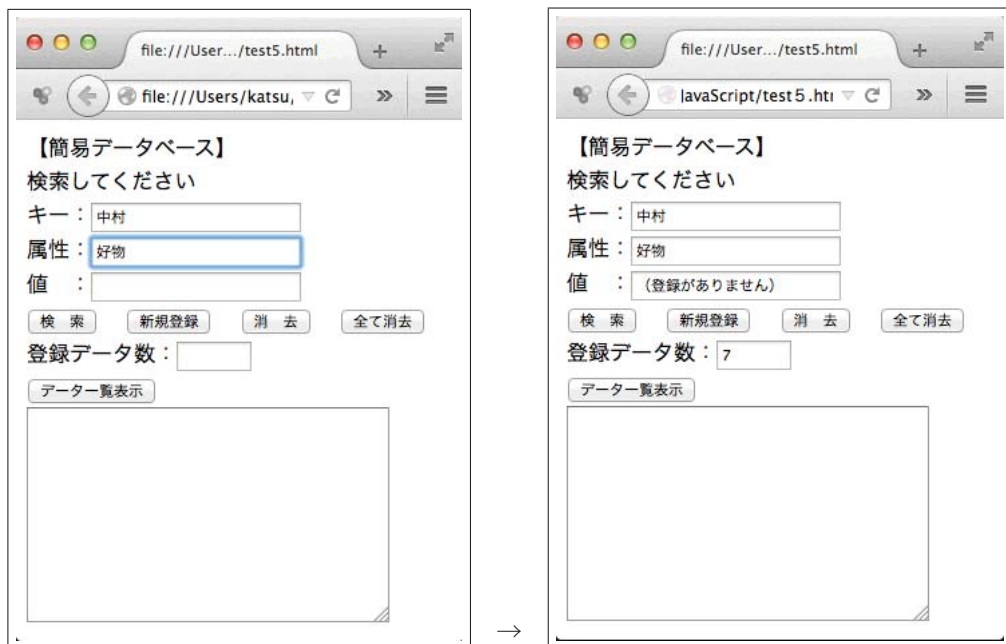 file:///User.../test5.html
file:///Users/katsu,
【簡易データベース】
検索してください
キー：中村
属性：好物
値　：
検　索　新規登録　消　去　全て消去
登録データ数：
データ一覧表示
→
file:///User.../test5.html
JavaScript/test５.htı
【簡易データベース】
検索してください
キー：中村
属性：好物
値　：（登録がありません）
検　索　新規登録　消　去　全て消去
登録データ数：7
データ一覧表示